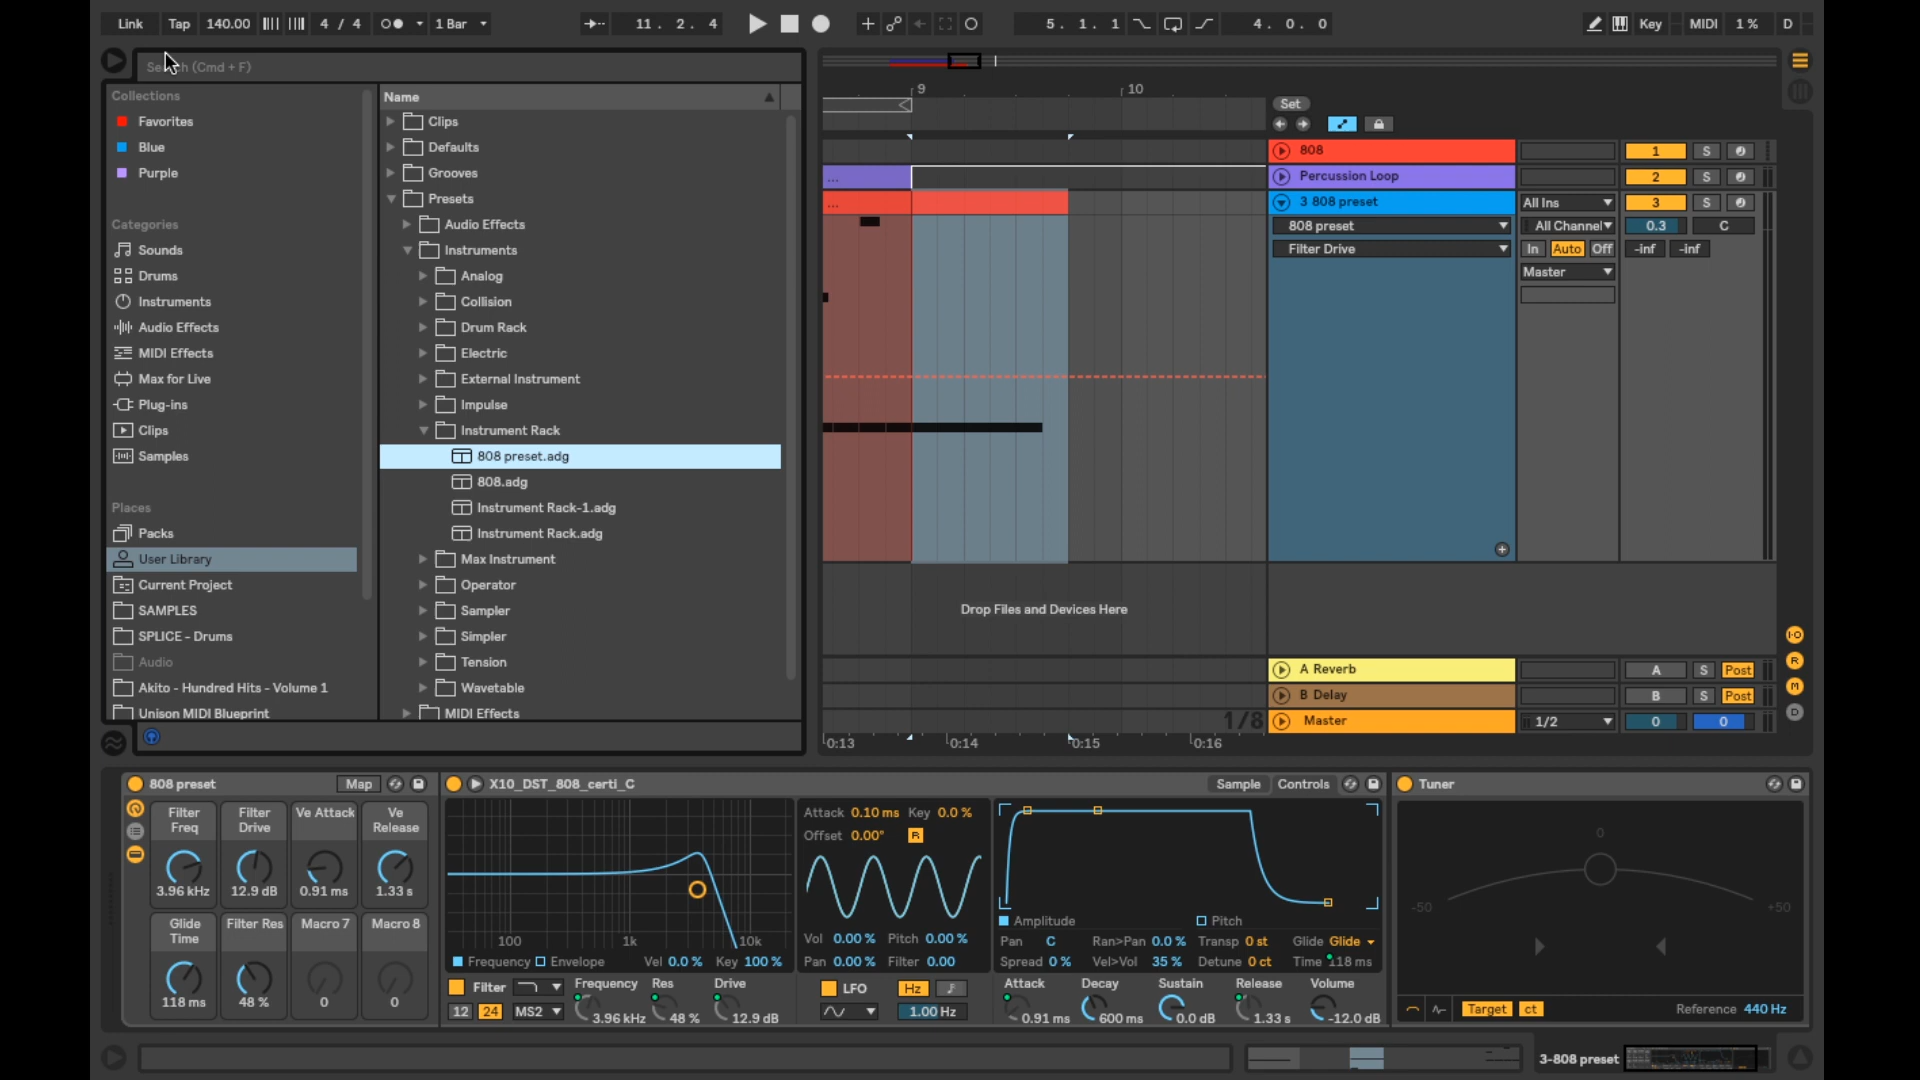 Link Tap 140.00 4 / 4 1 Bar 11. 2. 4 5. 1. 1 4. 0. 0 Key MIDI 1 % D
Search (Cmd + F)
Collections
Favorites
Blue
Purple
Categories
Sounds
Drums
Instruments
Audio Effects
MIDI Effects
Max for Live
Plug-ins
Clips
Samples
Places
Packs
User Library
Current Project
SAMPLES
SPLICE - Drums
Audio
Akito - Hundred Hits - Volume 1
Unison MIDI Blueprint
Name
Clips
Defaults
Grooves
Presets
Audio Effects
Instruments
Analog
Collision
Drum Rack
Electric
External Instrument
Impulse
Instrument Rack
808 preset.adg
808.adg
Instrument Rack-1.adg
Instrument Rack.adg
Max Instrument
Operator
Sampler
Simpler
Tension
Wavetable
MIDI Effects
9 10
...
...
Drop Files and Devices Here
1/8
0:13 0:14 0:15 0:16
Set
808 1 S
Percussion Loop 2 S
3 808 preset All Ins 3 S
808 preset All Channel 0.3 C
Filter Drive In Auto Off -inf -inf
Master
A Reverb A S Post
B Delay B S Post
Master 1/2 0 0
I·O
R
M
D
808 preset Map
Filter Freq Filter Drive Ve Attack Ve Release
3.96 kHz 12.9 dB 0.91 ms 1.33 s
Glide Time Filter Res Macro 7 Macro 8
118 ms 48 % 0 0
X10_DST_808_certi_C Sample Controls
100 1k 10k
Frequency Envelope Vel 0.0 % Key 100 %
Filter Frequency Res Drive
12 24 MS2 3.96 kHz 48 % 12.9 dB
Attack 0.10 ms Key 0.0 %
Offset 0.00° R
Vol 0.00 % Pitch 0.00 %
Pan 0.00 % Filter 0.00
LFO Hz
1.00 Hz
Amplitude Pitch
Pan C Ran>Pan 0.0 % Transp 0 st Glide Glide
Spread 0 % Vel>Vol 35 % Detune 0 ct Time 118 ms
Attack Decay Sustain Release Volume
0.91 ms 600 ms 0.0 dB 1.33 s -12.0 dB
Tuner
0
-50 +50
Target ct Reference 440 Hz
3-808 preset